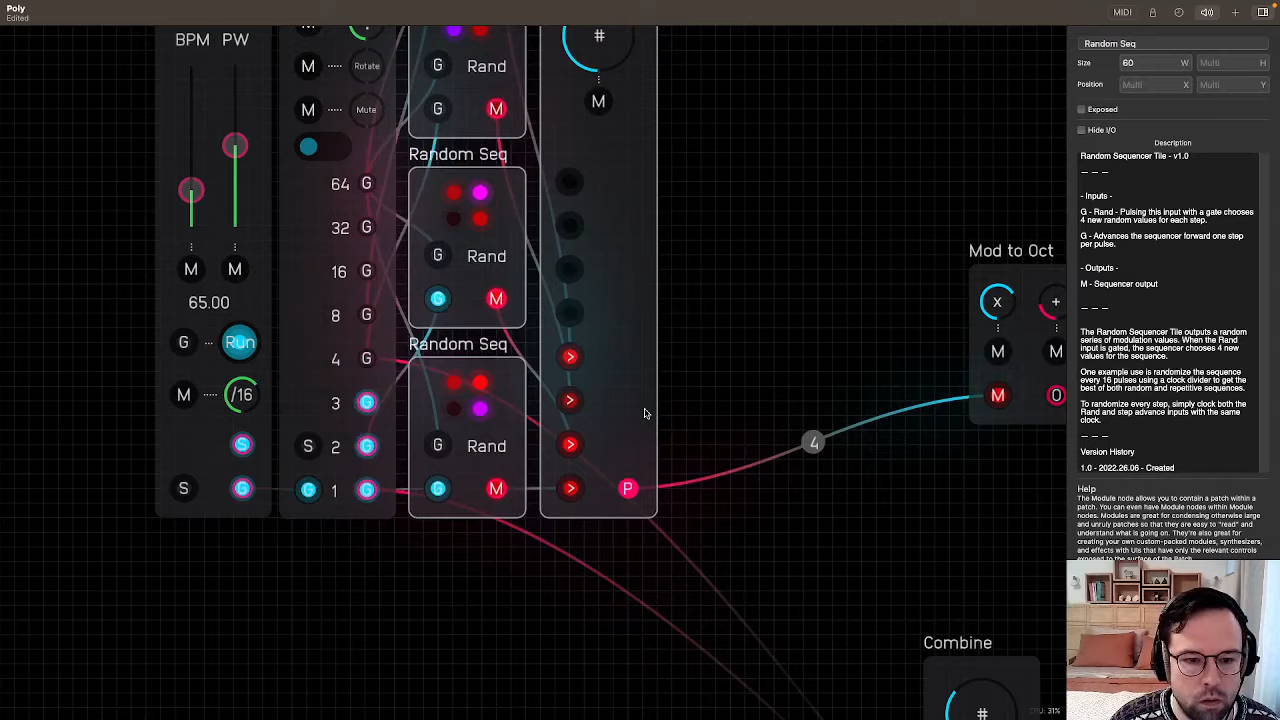 Poly
Edited
MIDI
BPM PW
M M
65.00
G Run
M /16
S
S G
M
M Rotate
M Mute
64 G
32 G
16 G
8 G
4 G
3 G
S 2 G
G 1 G
G Rand
G M
Random Seq
G Rand
G M
Random Seq
G Rand
G M
#
M
>
>
>
> P
4
Mod to Oct
x +
M M
M O
Combine
#
Random Seq
Size 60 W Multi H
Position Multi X Multi Y
Exposed
Hide I/O
Description
Random Sequencer Tile - v1.0
— — —
- Inputs -
G - Rand - Pulsing this input with a gate chooses
4 new random values for each step.
G - Advances the sequencer forward one step
per pulse.
- Outputs -
M - Sequencer output
— — —
The Random Sequencer Tile outputs a random
series of modulation values. When the Rand
input is gated, the sequencer chooses 4 new
values for the sequence.
One example use is randomize the sequence
every 16 pulses using a clock divider to get the
best of both random and repetitive sequences.
To randomize every step, simply clock both the
Rand and step advance inputs with the same
clock.
— — —
Version History
1.0 - 2022.26.06 - Created
Help
The Module node allows you to contain a patch within a
patch. You can even have Module nodes within Module
nodes. Modules are great for condensing otherwise large
and unruly patches so that they are easy to "read" and
understand. They're also great for
creating your own custom-packed modules, synthesizers,
and effects with UIs that have only the relevant controls
exposed to the surface of the Patch.
CPU: 31%